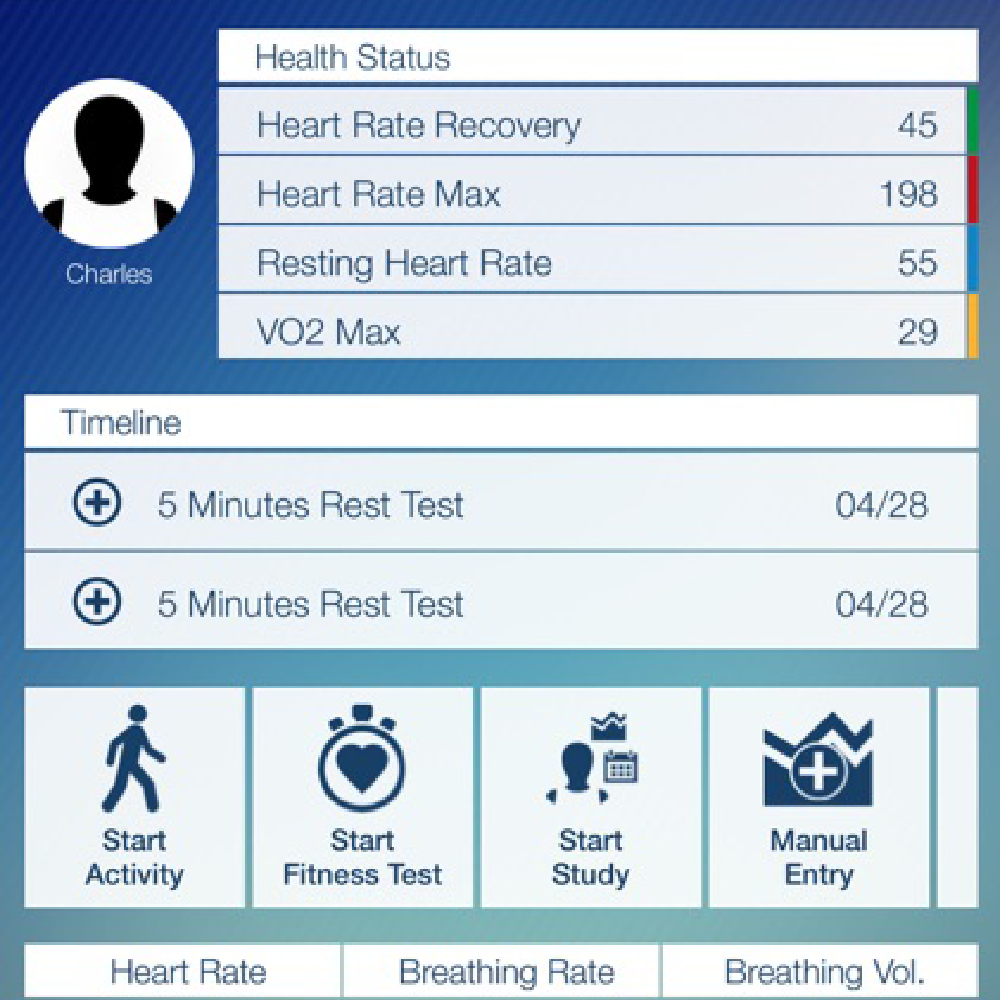 Health Status
Heart Rate Recovery 45
Heart Rate Max 198
Charles
Resting Heart Rate 55
VO2 Max 29
Timeline
5 Minutes Rest Test 04/28
5 Minutes Rest Test 04/28
Start
Activity
Start
Fitness Test
Start
Study
Manual
Entry
Heart Rate Breathing Rate Breathing Vol.